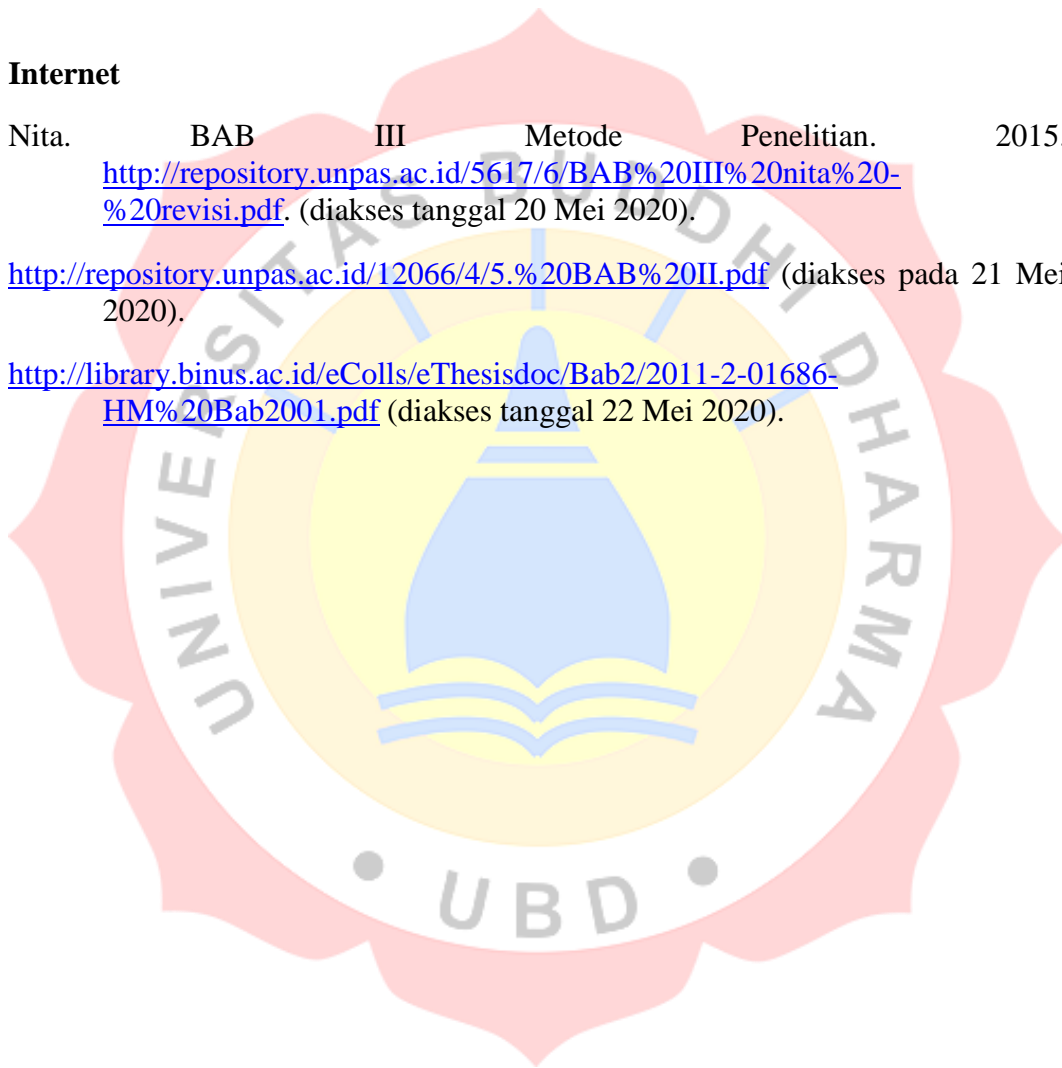 Internet
Nita. BAB III Metode Penelitian. 2015.
http://repository.unpas.ac.id/5617/6/BAB%20III%20nita%20-
%20revisi.pdf. (diakses tanggal 20 Mei 2020).
http://repository.unpas.ac.id/12066/4/5.%20BAB%20II.pdf (diakses pada 21 Mei
2020).
http://library.binus.ac.id/eColls/eThesisdoc/Bab2/2011-2-01686-
HM%20Bab2001.pdf (diakses tanggal 22 Mei 2020).
UNIVERSITAS BUDDHI DHARMA
• UBD •